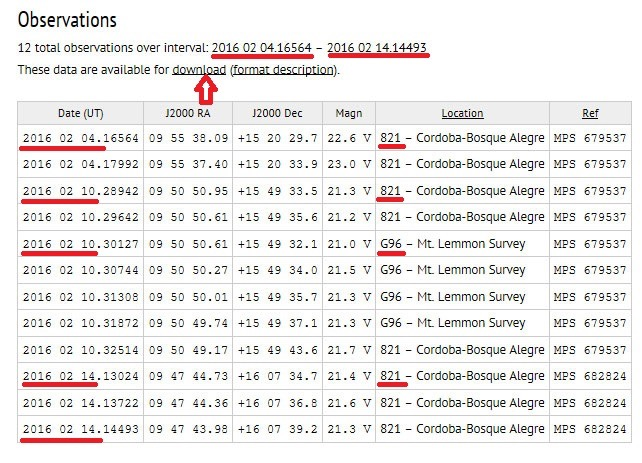 Observations
12 total observations over interval: 2016 02 04.16564 – 2016 02 14.14493
These data are available for download (format description).
Date (UT) J2000 RA J2000 Dec Magn Location Ref
2016 02 04.16564 09 55 38.09 +15 20 29.7 22.6 V 821 – Cordoba-Bosque Alegre MPS 679537
2016 02 04.17992 09 55 37.40 +15 20 33.9 23.0 V 821 – Cordoba-Bosque Alegre MPS 679537
2016 02 10.28942 09 50 50.95 +15 49 33.5 21.3 V 821 – Cordoba-Bosque Alegre MPS 679537
2016 02 10.29642 09 50 50.61 +15 49 35.6 21.2 V 821 – Cordoba-Bosque Alegre MPS 679537
2016 02 10.30127 09 50 50.61 +15 49 32.1 21.0 V G96 – Mt. Lemmon Survey MPS 679537
2016 02 10.30744 09 50 50.27 +15 49 34.0 21.5 V G96 – Mt. Lemmon Survey MPS 679537
2016 02 10.31308 09 50 50.01 +15 49 35.7 21.3 V G96 – Mt. Lemmon Survey MPS 679537
2016 02 10.31872 09 50 49.74 +15 49 37.1 21.3 V G96 – Mt. Lemmon Survey MPS 679537
2016 02 10.32514 09 50 49.17 +15 49 43.6 21.7 V 821 – Cordoba-Bosque Alegre MPS 679537
2016 02 14.13024 09 47 44.73 +16 07 34.7 21.4 V 821 – Cordoba-Bosque Alegre MPS 682824
2016 02 14.13722 09 47 44.36 +16 07 36.8 21.6 V 821 – Cordoba-Bosque Alegre MPS 682824
2016 02 14.14493 09 47 43.98 +16 07 39.2 21.3 V 821 – Cordoba-Bosque Alegre MPS 682824